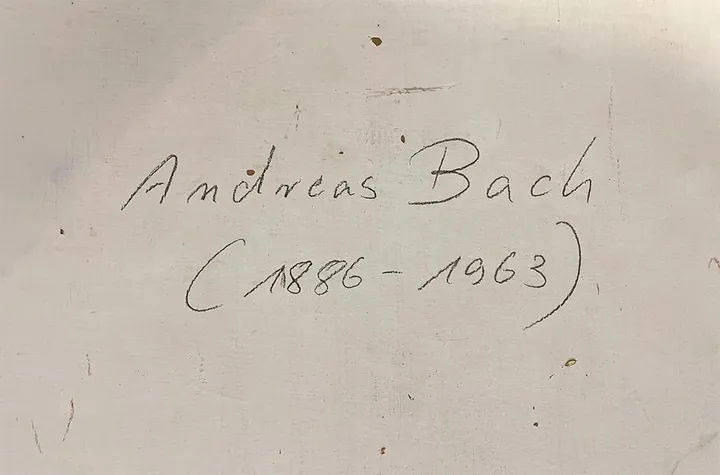 Andreas Bach
(1886 - 1963)